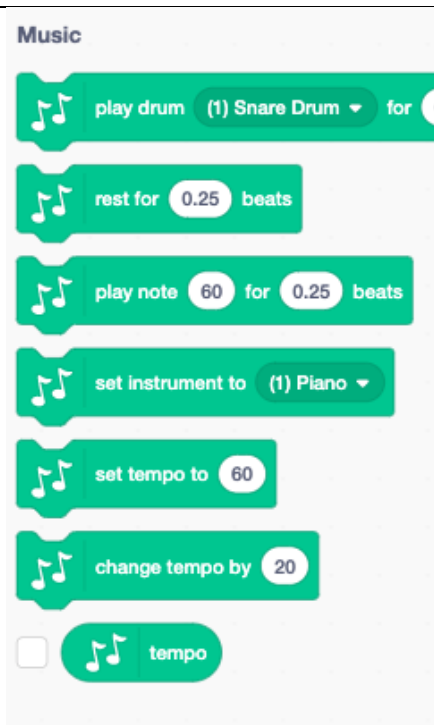 Music
play drum (1) Snare Drum for
rest for 0.25 beats
play note 60 for 0.25 beats
set instrument to (1) Piano
set tempo to 60
change tempo by 20
tempo